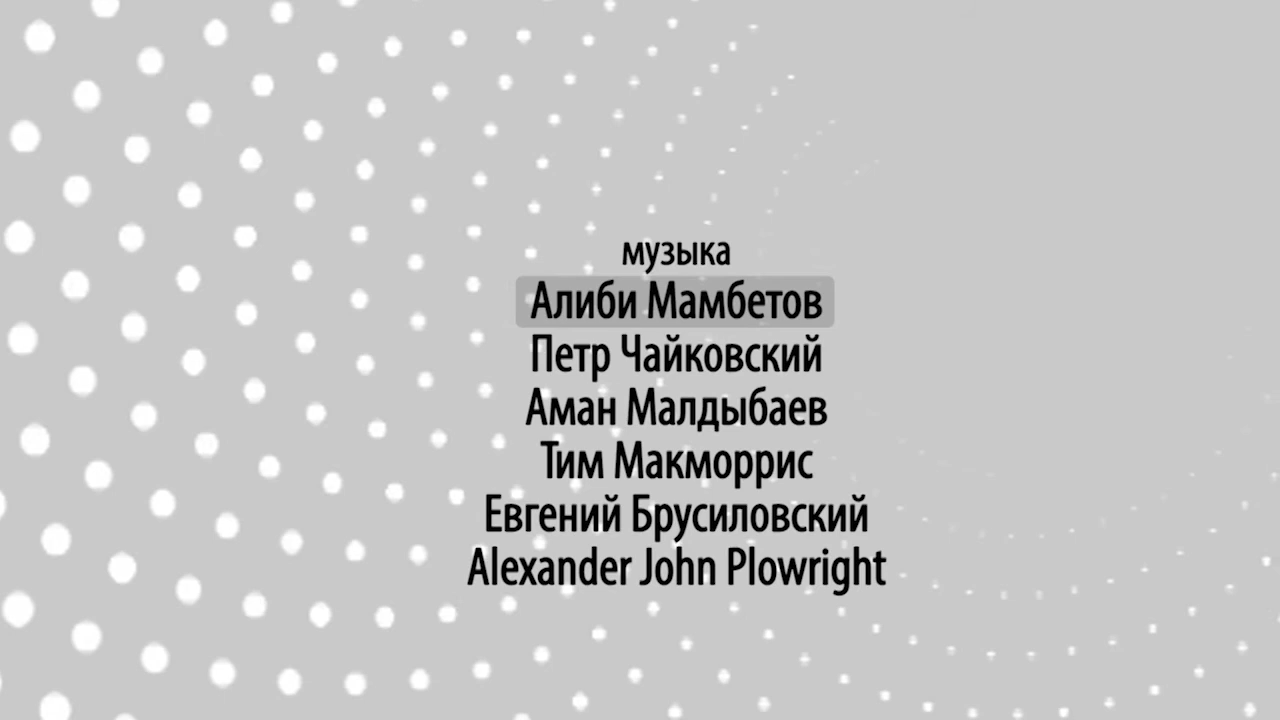 музыка
Алиби Мамбетов
Петр Чайковский
Аман Малдыбаев
Тим Макморрис
Евгений Брусиловский
Alexander John Plowright